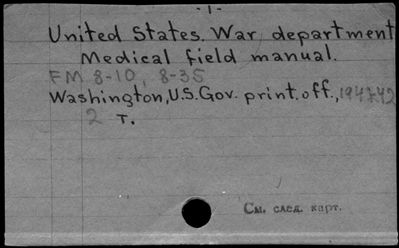 - 1 -
United States. War department
Medical field manual.
FM 8-10, 8-35
Washington, U.S. Gov. print. off.,
2 т.
См. след. карт.